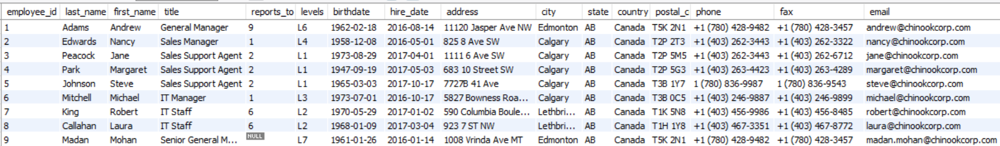 employee_id last_name first_name title reports_to levels birthdate hire_date address city state country postal_c phone fax email
1 Adams Andrew General Manager 9 L6 1962-02-18 2016-08-14 11120 Jasper Ave NW Edmonton AB Canada T5K 2N1 +1 (780) 428-9482 +1 (780) 428-3457 andrew@chinookcorp.com
2 Edwards Nancy Sales Manager 1 L4 1958-12-08 2016-05-01 825 8 Ave SW Calgary AB Canada T2P 2T3 +1 (403) 262-3443 +1 (403) 262-3322 nancy@chinookcorp.com
3 Peacock Jane Sales Support Agent 2 L1 1973-08-29 2017-04-01 1111 6 Ave SW Calgary AB Canada T2P 5M5 +1 (403) 262-3443 +1 (403) 262-6712 jane@chinookcorp.com
4 Park Margaret Sales Support Agent 2 L1 1947-09-19 2017-05-03 683 10 Street SW Calgary AB Canada T2P 5G3 +1 (403) 263-4423 +1 (403) 263-4289 margaret@chinookcorp.com
5 Johnson Steve Sales Support Agent 2 L1 1965-03-03 2017-10-17 7727B 41 Ave Calgary AB Canada T3B 1Y7 1 (780) 836-9987 1 (780) 836-9543 steve@chinookcorp.com
6 Mitchell Michael IT Manager 1 L3 1973-07-01 2016-10-17 5827 Bowness Roa... Calgary AB Canada T3B 0C5 +1 (403) 246-9887 +1 (403) 246-9899 michael@chinookcorp.com
7 King Robert IT Staff 6 L2 1970-05-29 2017-01-02 590 Columbia Boule... Lethbri... AB Canada T1K 5N8 +1 (403) 456-9986 +1 (403) 456-8485 robert@chinookcorp.com
8 Callahan Laura IT Staff 6 L2 1968-01-09 2017-03-04 923 7 ST NW Lethbri... AB Canada T1H 1Y8 +1 (403) 467-3351 +1 (403) 467-8772 laura@chinookcorp.com
9 Madan Mohan Senior General M... NULL L7 1961-01-26 2016-01-14 1008 Vrinda Ave MT Edmonton AB Canada T5K 2N1 +1 (780) 428-9482 +1 (780) 428-3457 madan.mohan@chinookcorp.com